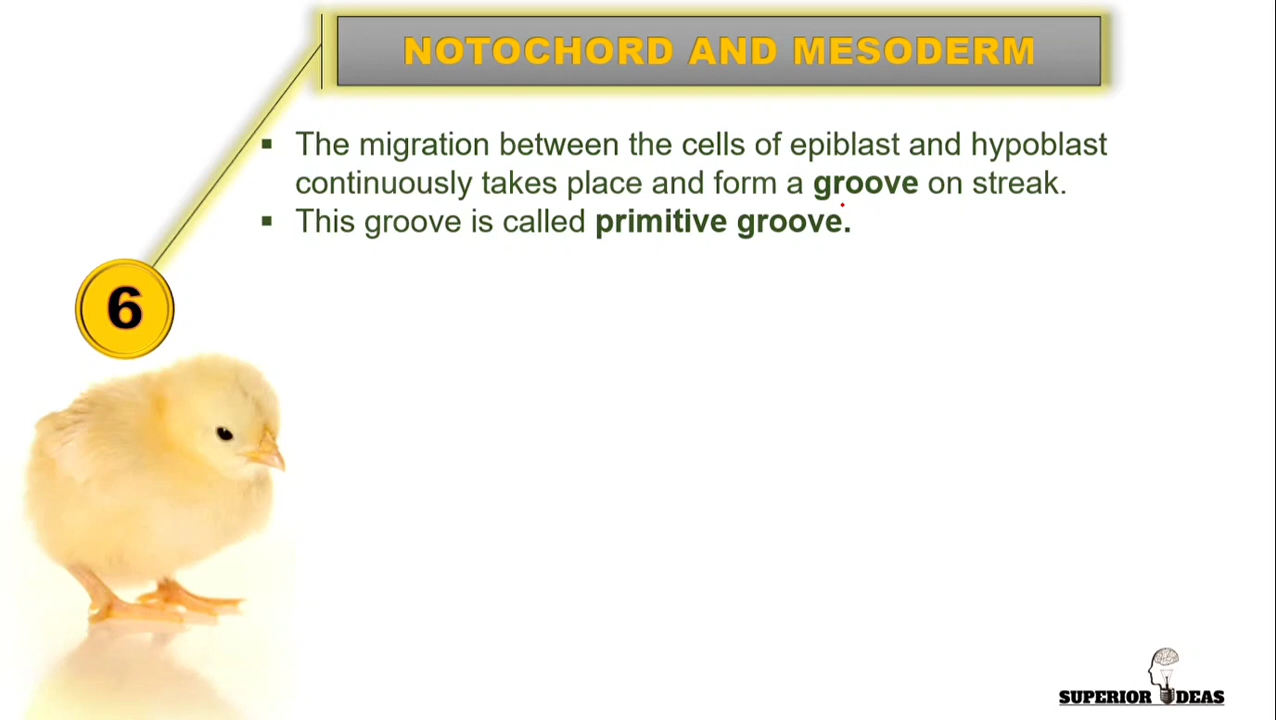 NOTOCHORD AND MESODERM
▪ The migration between the cells of epiblast and hypoblast
continuously takes place and form a groove on streak.
▪ This groove is called primitive groove.
6
SUPERIOR IDEAS